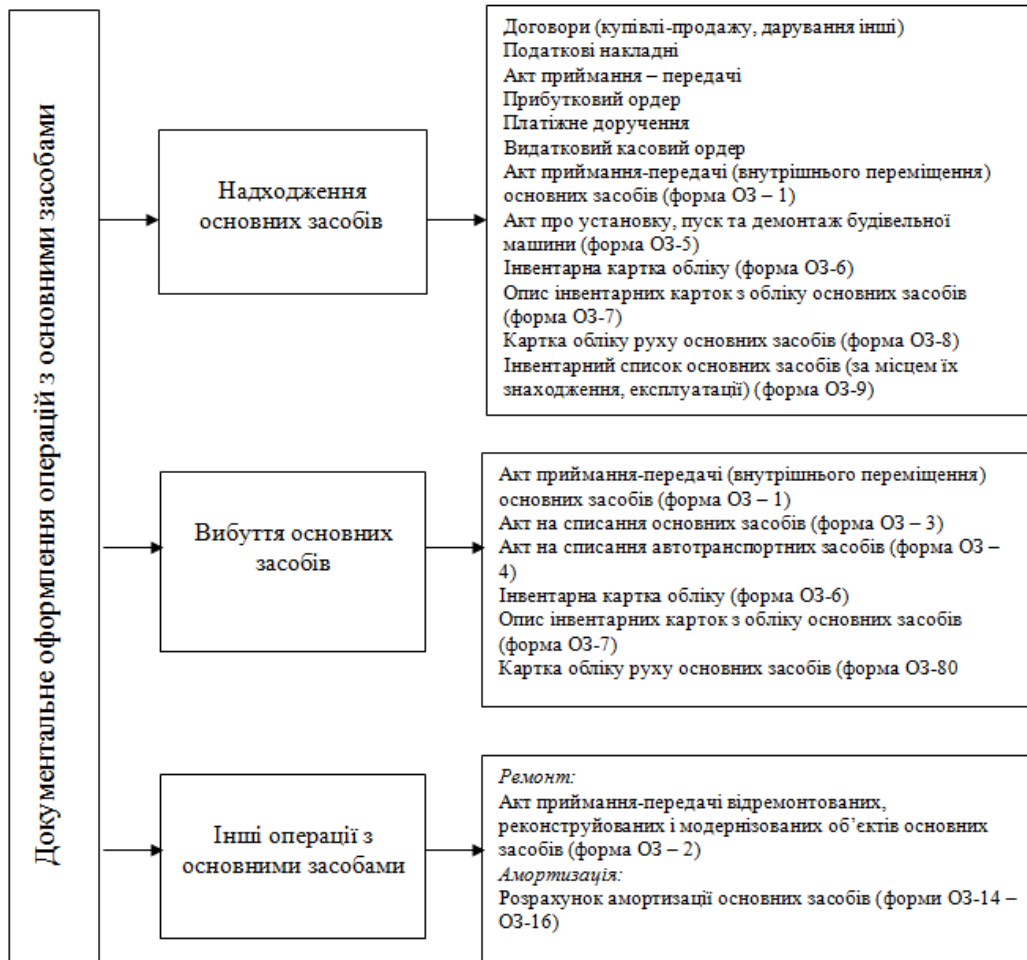 Документальне оформлення операцій з основними засобами
Надходження
основних засобів
Договори (купівлі-продажу, дарування інші)
Податкові накладні
Акт приймання – передачі
Прибутковий ордер
Платіжне доручення
Видатковий касовий ордер
Акт приймання-передачі (внутрішнього переміщення)
основних засобів (форма ОЗ – 1)
Акт про установку, пуск та демонтаж будівельної
машини (форма ОЗ-5)
Інвентарна картка обліку (форма ОЗ-6)
Опис інвентарних карток з обліку основних засобів
(форма ОЗ-7)
Картка обліку руху основних засобів (форма ОЗ-8)
Інвентарний список основних засобів (за місцем їх
знаходження, експлуатації) (форма ОЗ-9)
Вибуття основних
засобів
Акт приймання-передачі (внутрішнього переміщення)
основних засобів (форма ОЗ – 1)
Акт на списання основних засобів (форма ОЗ – 3)
Акт на списання автотранспортних засобів (форма ОЗ –
4)
Інвентарна картка обліку (форма ОЗ-6)
Опис інвентарних карток з обліку основних засобів
(форма ОЗ-7)
Картка обліку руху основних засобів (форма ОЗ-80
Інші операції з
основними засобами
Ремонт:
Акт приймання-передачі відремонтованих,
реконструйованих і модернізованих об’єктів основних
засобів (форма ОЗ – 2)
Амортизація:
Розрахунок амортизації основних засобів (форми ОЗ-14 –
ОЗ-16)